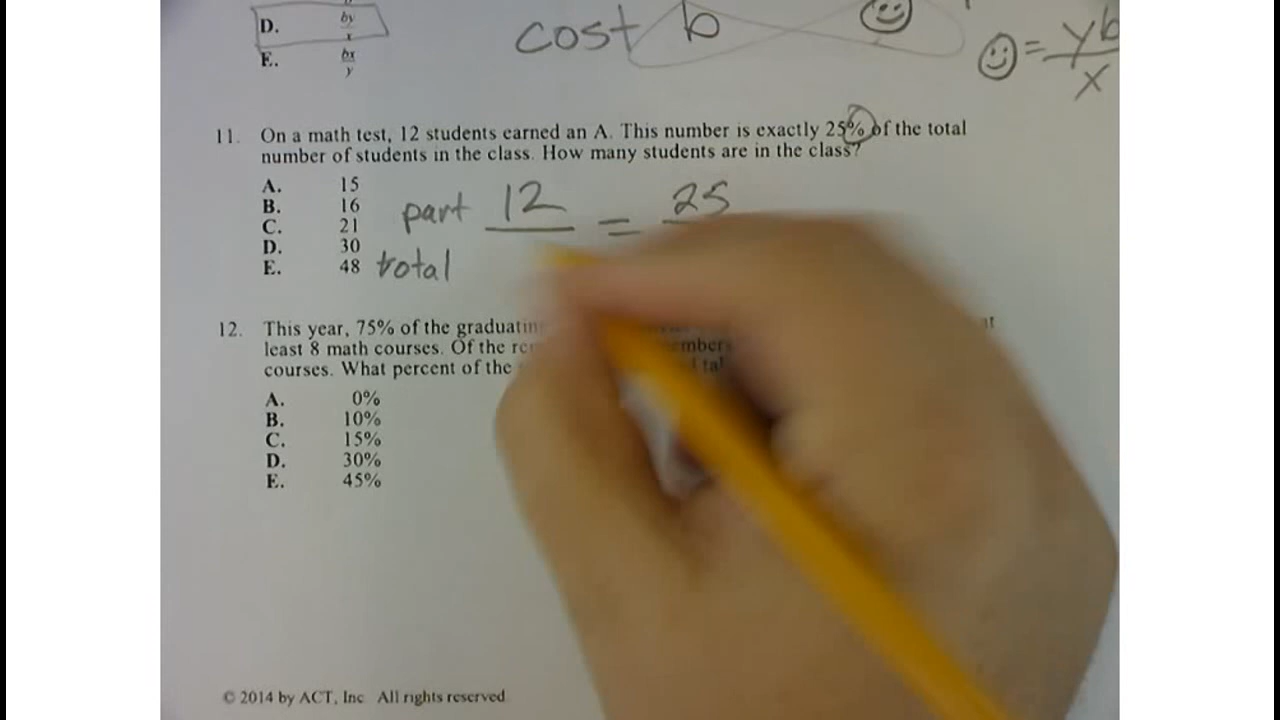 D. by/x
E. bx/y
cost b
= yb/x
11. On a math test, 12 students earned an A. This number is exactly 25% of the total
number of students in the class. How many students are in the class?
A. 15
B. 16
C. 21
D. 30
E. 48
part 12 = 25
total
12. This year, 75% of the
least 8 math courses. Of the
courses. What percent of the
A. 0%
B. 10%
C. 15%
D. 30%
E. 45%
© 2014 by ACT, Inc All rights reserved